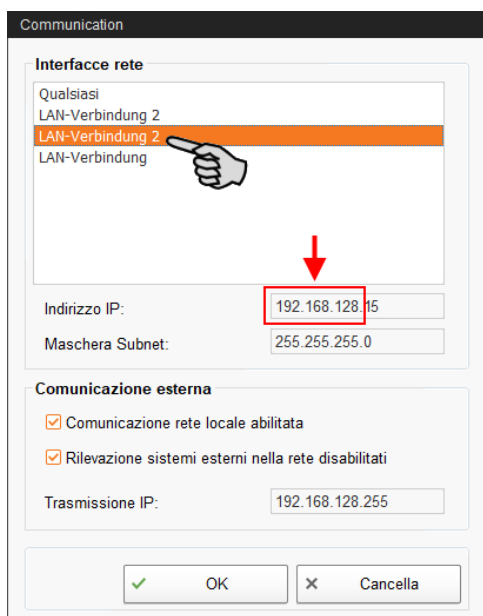 Communication
Interfacce rete
Qualsiasi
LAN-Verbindung 2
LAN-Verbindung 2
LAN-Verbindung
Indirizzo IP: 192.168.128.15
Maschera Subnet: 255.255.255.0
Comunicazione esterna
Comunicazione rete locale abilitata
Rilevazione sistemi esterni nella rete disabilitati
Trasmissione IP: 192.168.128.255
OK Cancella